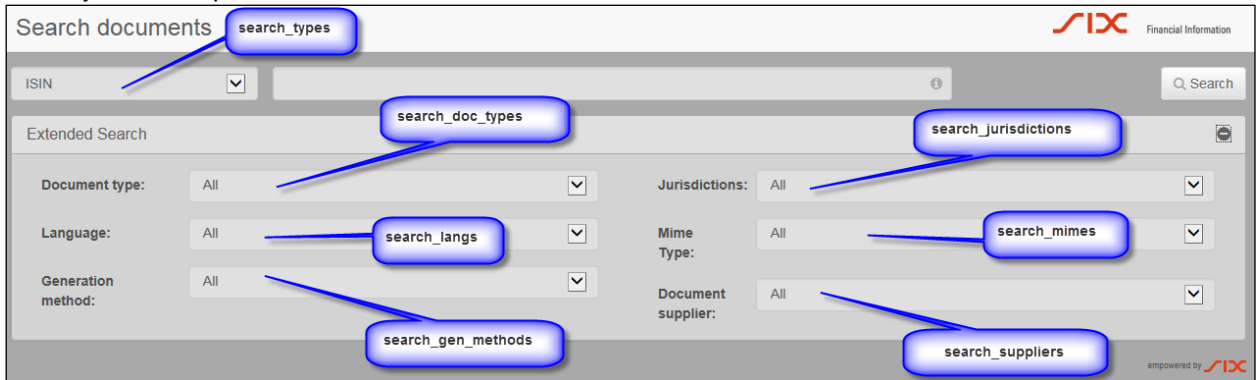 Search documents
search_types
SIX Financial Information
ISIN
Search
search_doc_types
search_jurisdictions
Extended Search
Document type: All
Jurisdictions: All
Language: All
search_langs
Mime Type: All
search_mimes
Generation method: All
Document supplier: All
search_gen_methods
search_suppliers
empowered by SIX